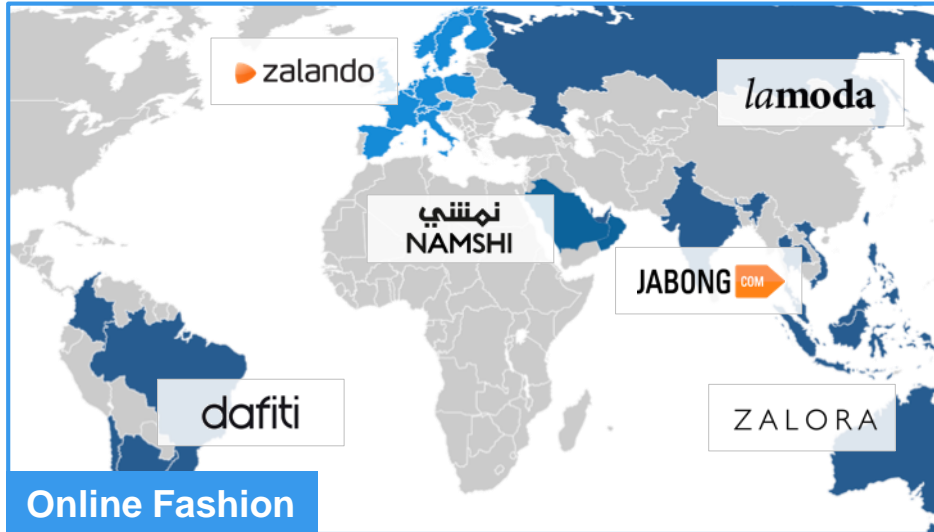 zalando
lamoda
نمشي
NAMSHI
JABONG COM
dafiti
ZALORA
Online Fashion